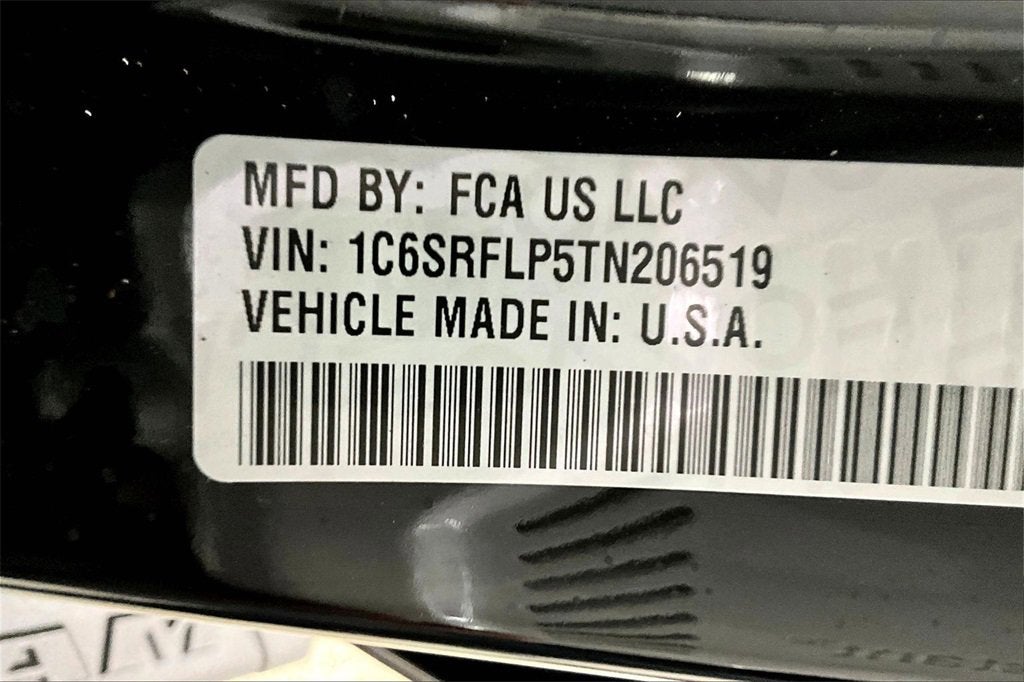 MFD BY: FCA US LLC
VIN: 1C6SRFLP5TN206519
VEHICLE MADE IN: U.S.A.